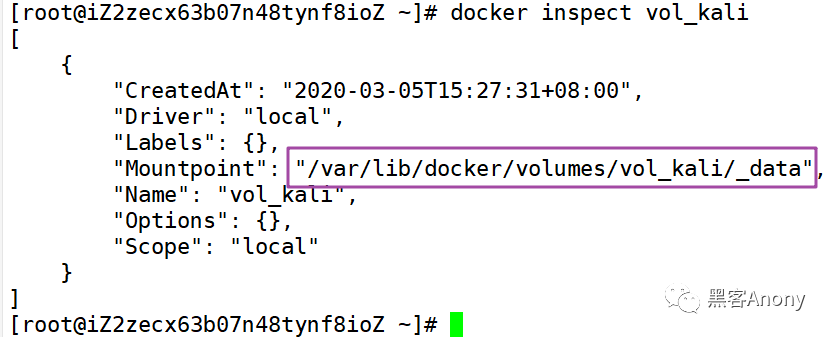 [root@iZ2zecx63b07n48tynf8ioZ ~]# docker inspect vol_kali
[
    {
        "CreatedAt": "2020-03-05T15:27:31+08:00",
        "Driver": "local",
        "Labels": {},
        "Mountpoint": "/var/lib/docker/volumes/vol_kali/_data",
        "Name": "vol_kali",
        "Options": {},
        "Scope": "local"
    }
]
黑客Anony
[root@iZ2zecx63b07n48tynf8ioZ ~]#